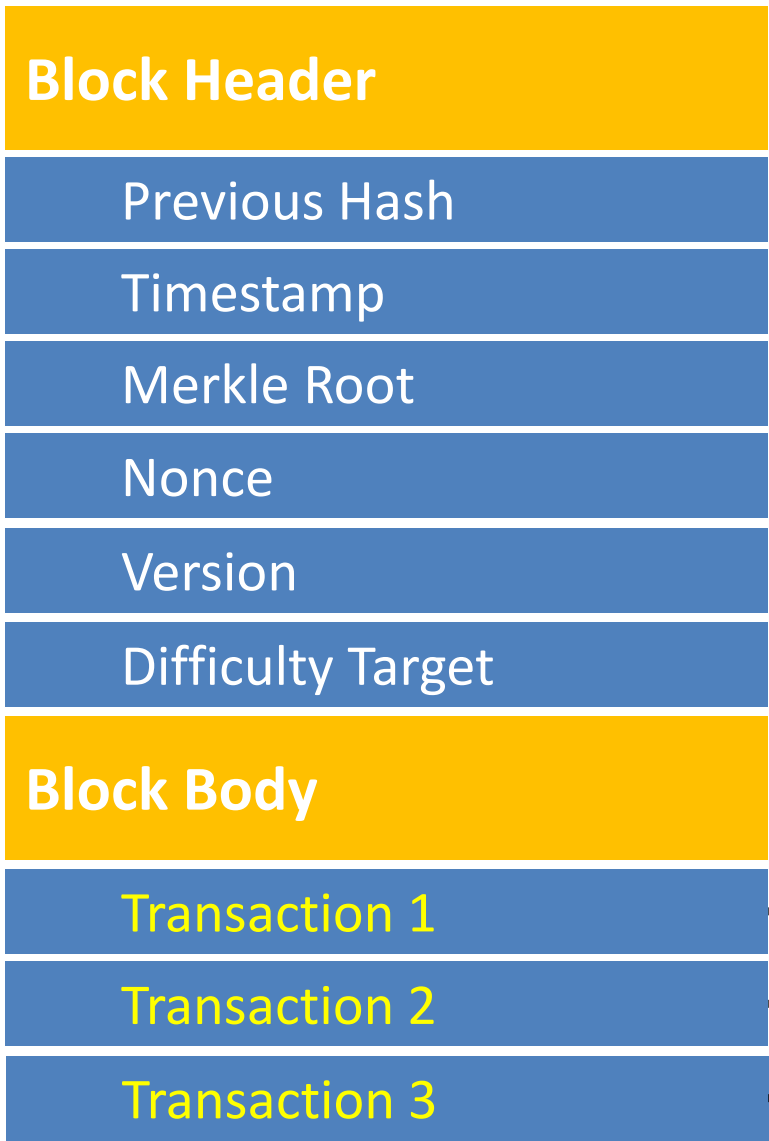 Block Header
Previous Hash
Timestamp
Merkle Root
Nonce
Version
Difficulty Target
Block Body
Transaction 1
Transaction 2
Transaction 3